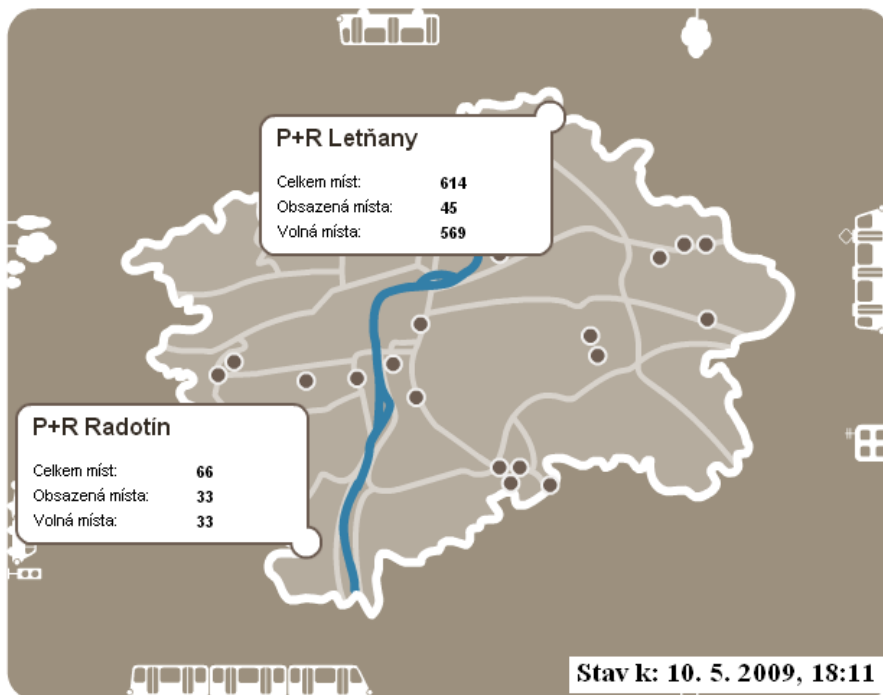 P+R Letňany
Celkem míst: 614
Obsazená místa: 45
Volná místa: 569
P+R Radotín
Celkem míst: 66
Obsazená místa: 33
Volná místa: 33
Stav k: 10. 5. 2009, 18:11